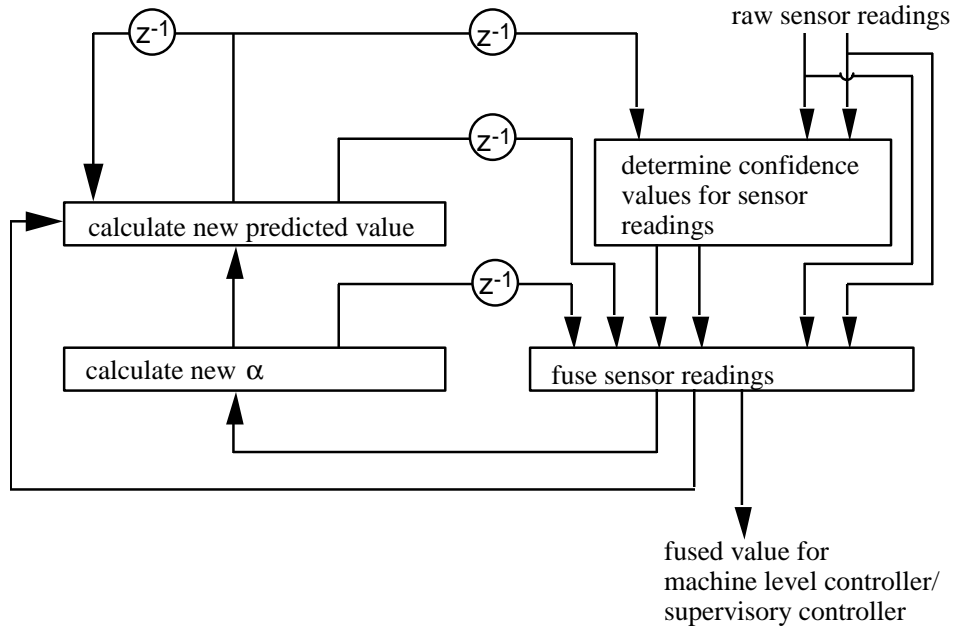 raw sensor readings
z-1
z-1
z-1
determine confidence
values for sensor
readings
calculate new predicted value
z-1
calculate new α
fuse sensor readings
fused value for
machine level controller/
supervisory controller